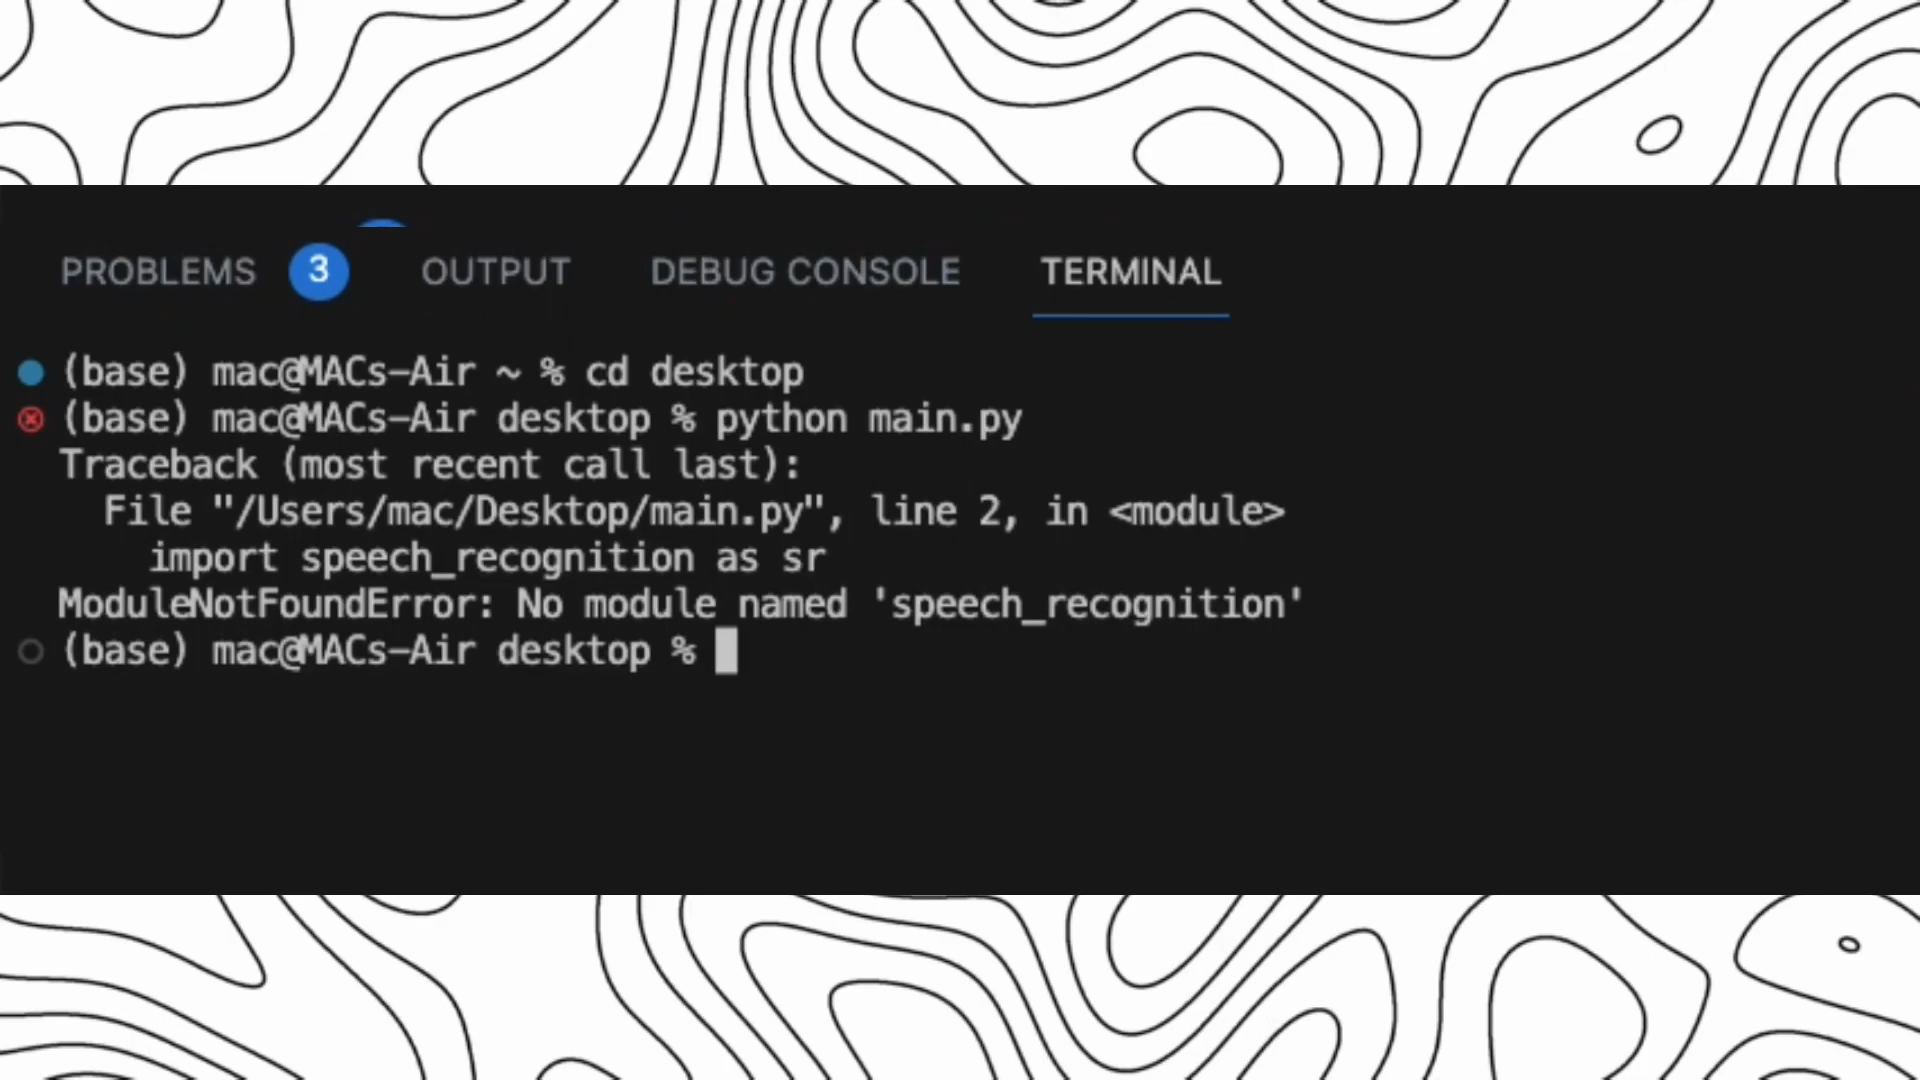 PROBLEMS 3 OUTPUT DEBUG CONSOLE TERMINAL
(base) mac@MACs-Air ~ % cd desktop
(base) mac@MACs-Air desktop % python main.py
Traceback (most recent call last):
File "/Users/mac/Desktop/main.py", line 2, in <module>
import speech_recognition as sr
ModuleNotFoundError: No module named 'speech_recognition'
(base) mac@MACs-Air desktop %